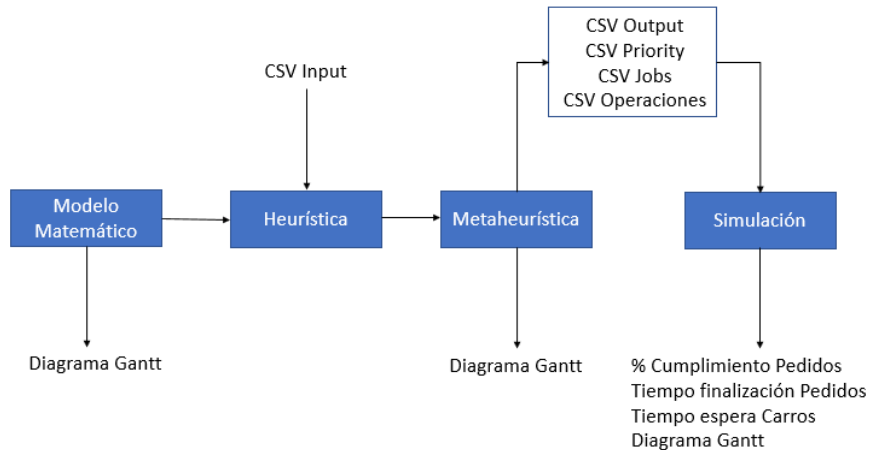 CSV Output
CSV Priority
CSV Jobs
CSV Operaciones
CSV Input
Modelo
Matemático
Heurística
Metaheurística
Simulación
Diagrama Gantt
Diagrama Gantt
% Cumplimiento Pedidos
Tiempo finalización Pedidos
Tiempo espera Carros
Diagrama Gantt